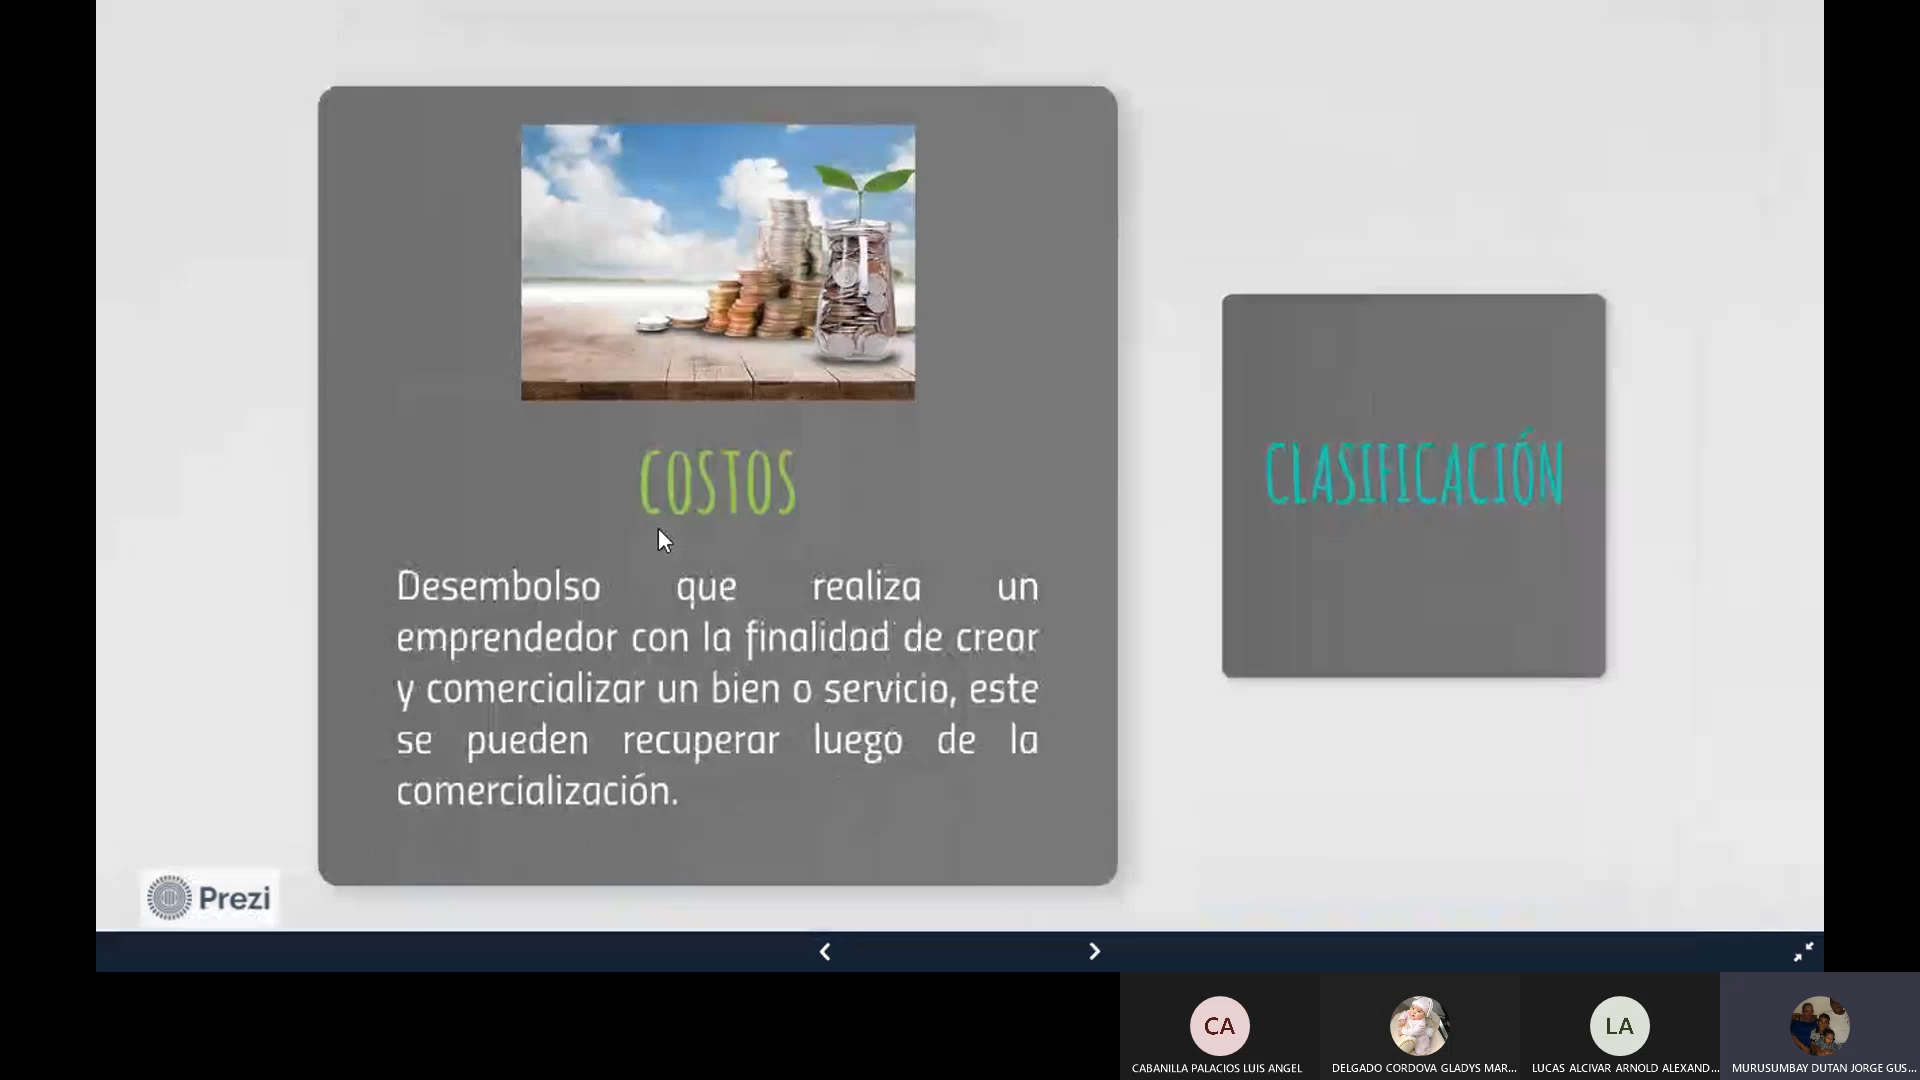 COSTOS
Desembolso que realiza un
emprendedor con la finalidad de crear
y comercializar un bien o servicio, este
se pueden recuperar luego de la
comercialización.
CLASIFICACIÓN
Prezi
CA
LA
CABANILLA PALACIOS LUIS ANGEL
DELGADO CORDOVA GLADYS MAR...
LUCAS ALCIVAR ARNOLD ALEXAND...
MURUSUMBAY DUTAN JORGE GUS...